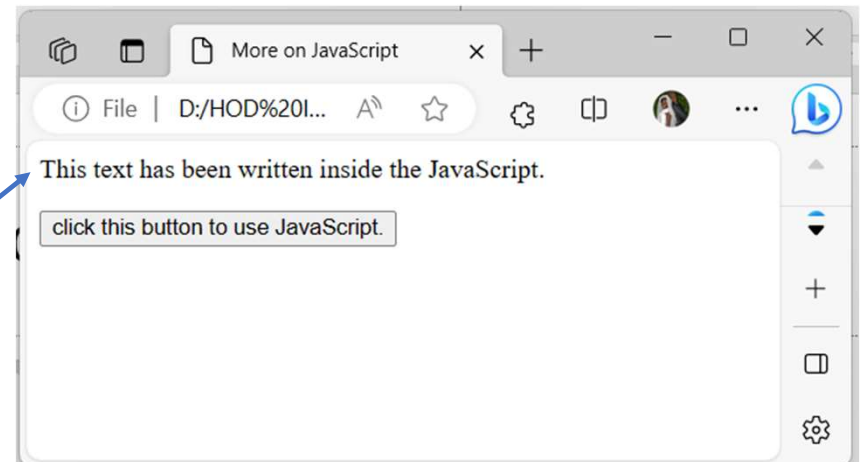 More on JavaScript
File | D:/HOD%20I...
This text has been written inside the JavaScript.
click this button to use JavaScript.